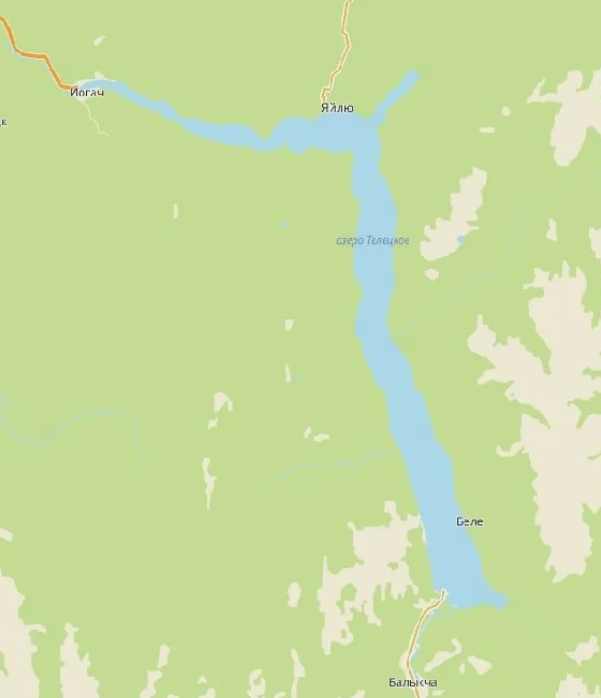 Иогач
Яйлю
к
озеро Телецкое
Беле
Балыкча